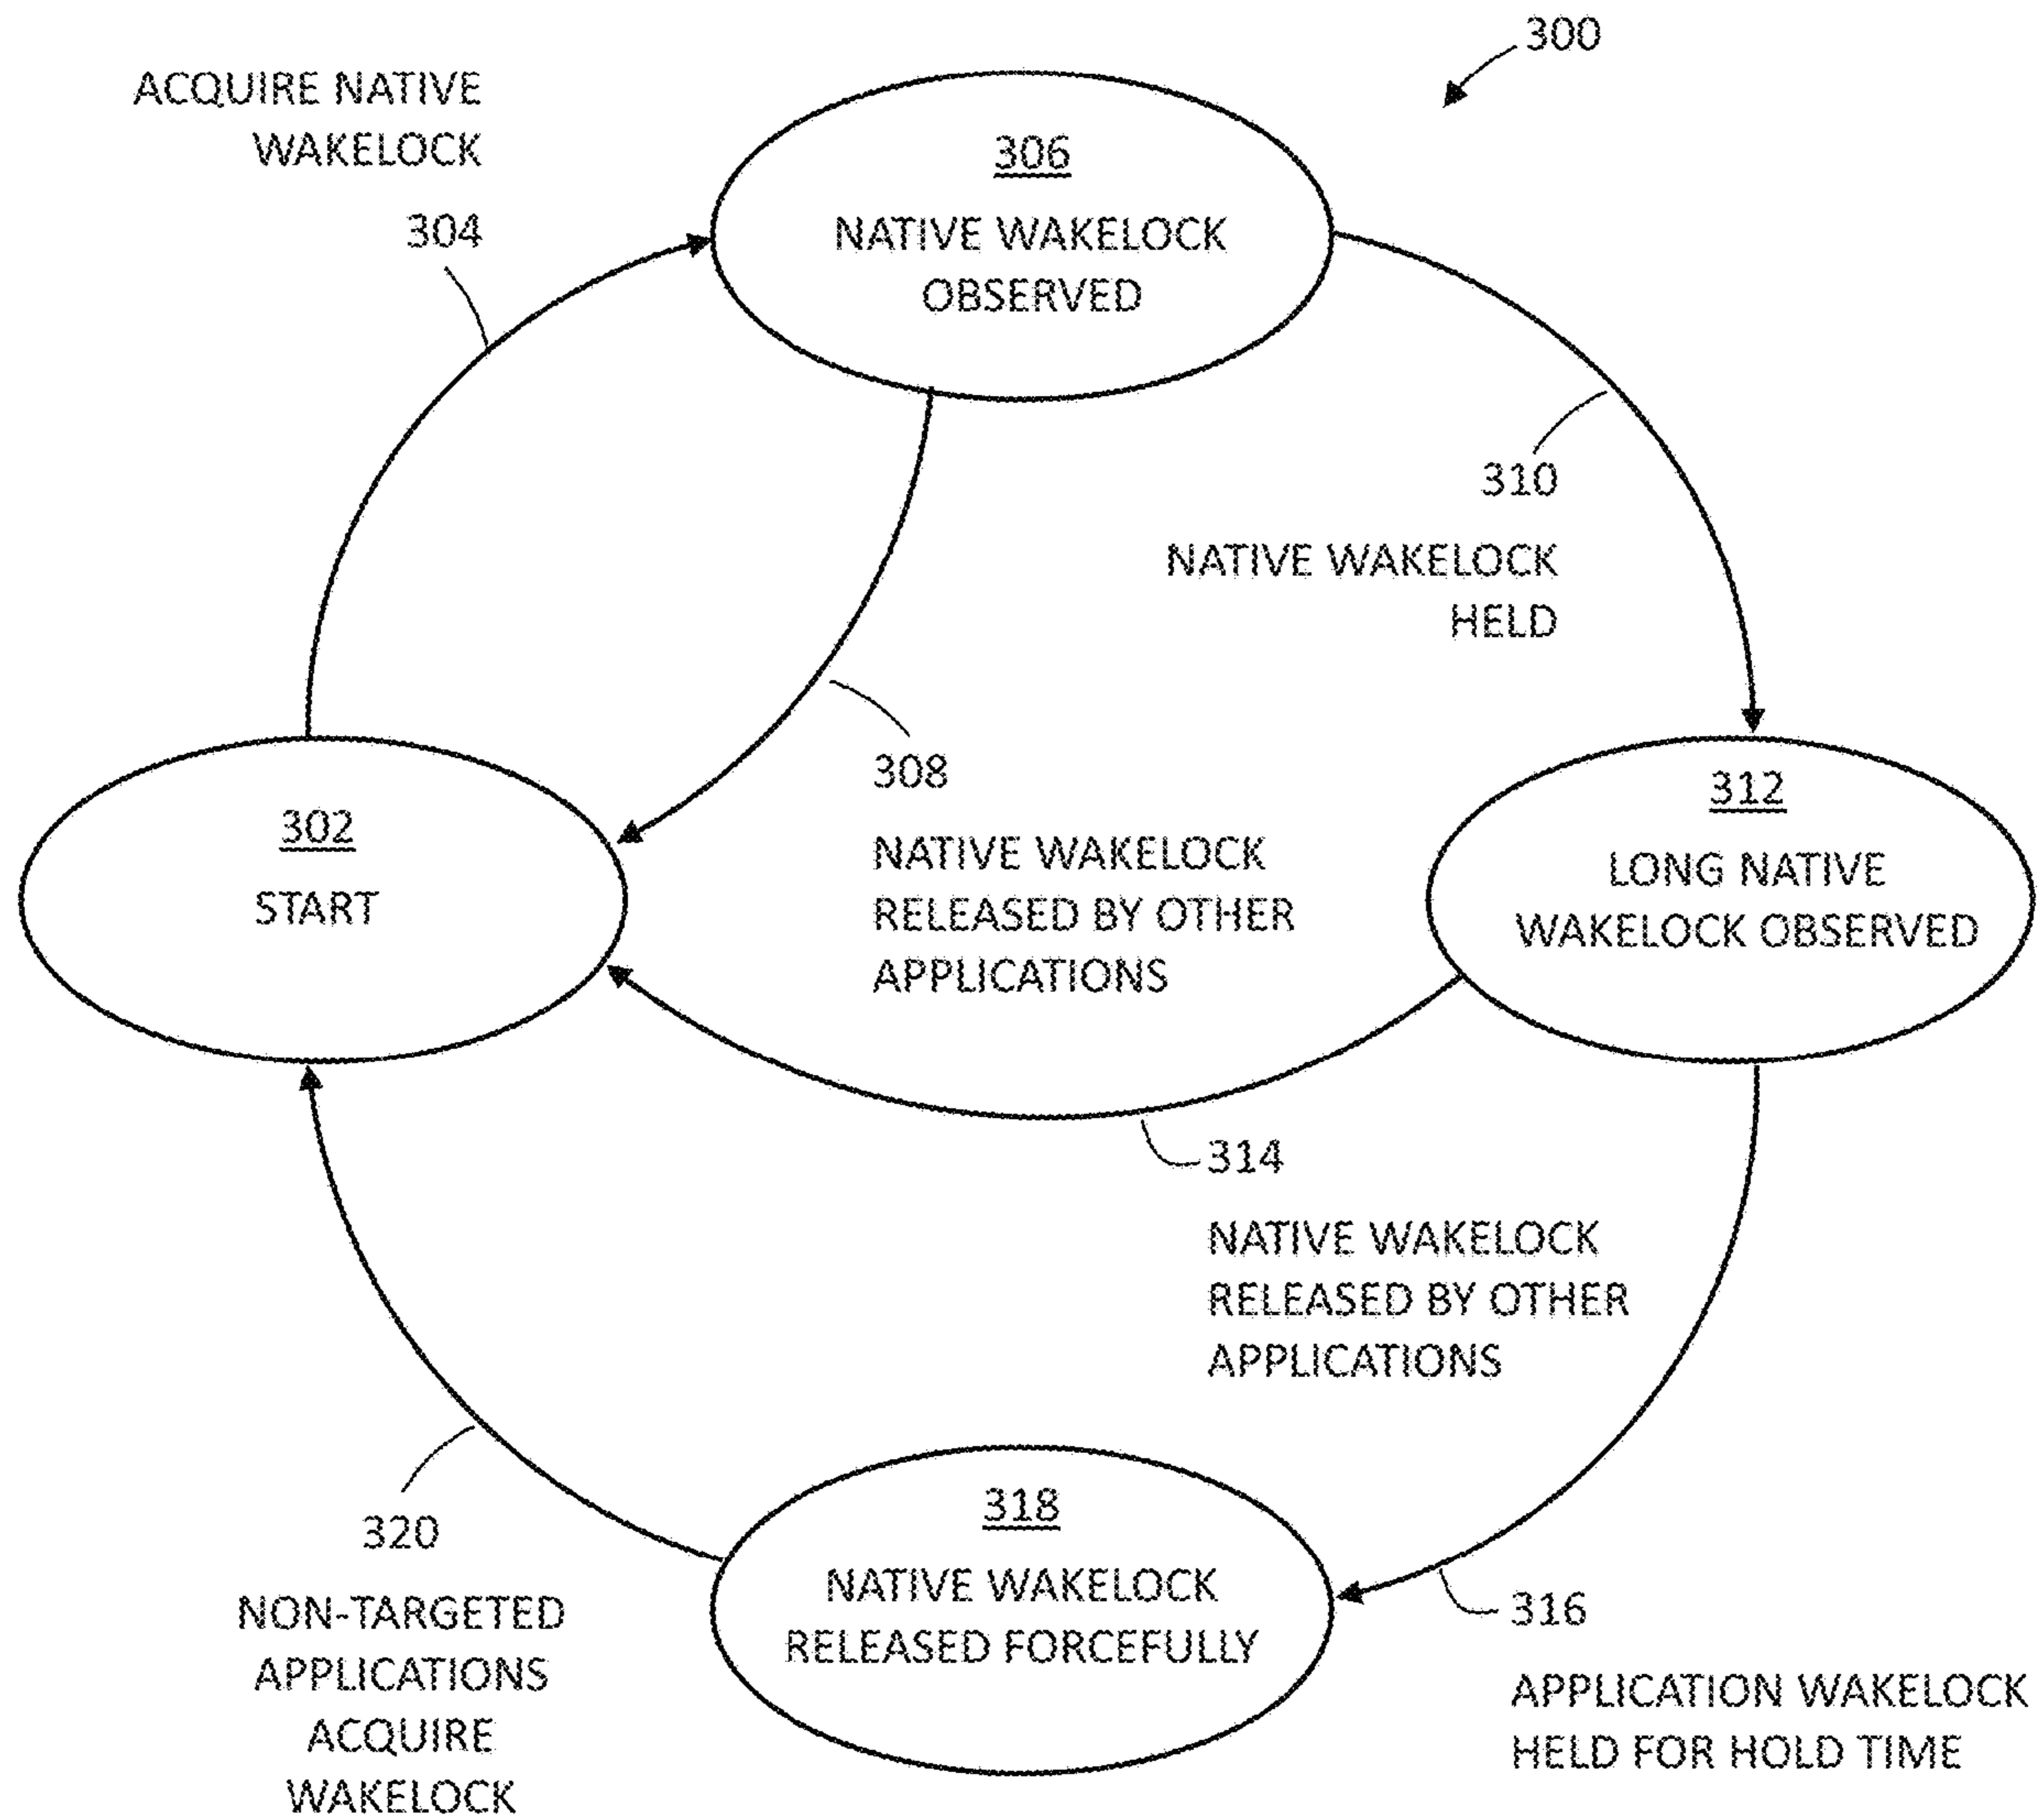 300
ACQUIRE NATIVE
WAKELOCK
304
306
NATIVE WAKELOCK
OBSERVED
310
NATIVE WAKELOCK
HELD
308
NATIVE WAKELOCK
RELEASED BY OTHER
APPLICATIONS
302
START
312
LONG NATIVE
WAKELOCK OBSERVED
314
NATIVE WAKELOCK
RELEASED BY OTHER
APPLICATIONS
316
APPLICATION WAKELOCK
HELD FOR HOLD TIME
318
NATIVE WAKELOCK
RELEASED FORCEFULLY
320
NON-TARGETED
APPLICATIONS
ACQUIRE
WAKELOCK